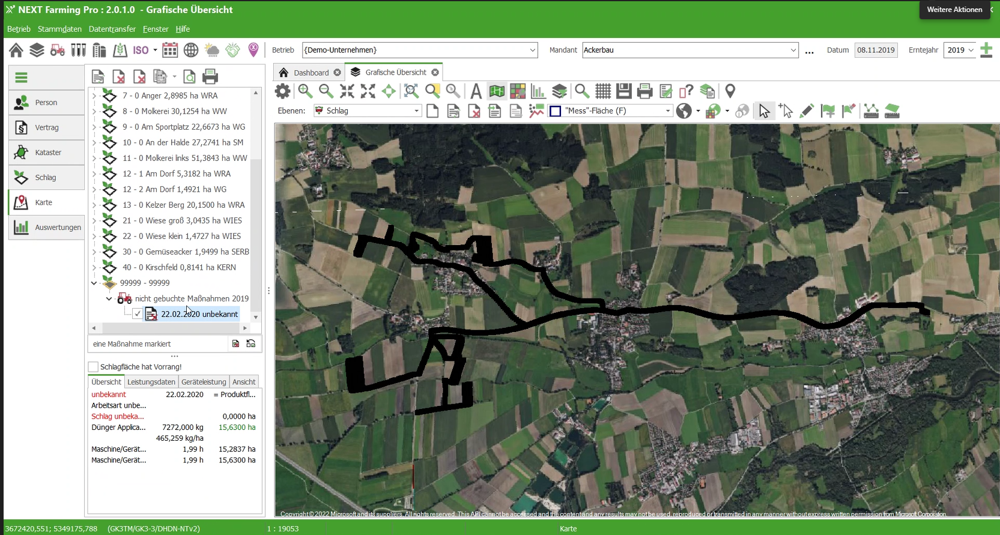 NEXT Farming Pro : 2.0.1.0 - Grafische Übersicht
Weitere Aktionen
Betrieb Stammdaten Datentransfer Fenster Hilfe
ISO
Betrieb {Demo-Unternehmen} Mandant Ackerbau ... Datum 08.11.2019 Erntejahr 2019
Dashboard Grafische Übersicht
Ebenen: Schlag "Mess"-Fläche (F)
Person
Vertrag
Kataster
Schlag
Karte
Auswertungen
7 - 0 Anger 2,8985 ha WRA
8 - 0 Molkerei 30,1254 ha WW
9 - 0 Am Sportplatz 22,6673 ha WG
10 - 0 An der Halde 27,2741 ha SM
11 - 0 Molkerei links 51,3843 ha WW
12 - 1 Am Dorf 5,3182 ha WRA
12 - 2 Am Dorf 1,4921 ha WG
13 - 0 Kelzer Berg 20,1500 ha WRA
21 - 0 Wiese groß 3,0435 ha WIES
22 - 0 Wiese klein 1,4727 ha WIES
30 - 0 Gemüseacker 1,9499 ha SERB
40 - 0 Kirschfeld 0,8141 ha KERN
99999 - 99999
nicht gebuchte Maßnahmen 2019
22.02.2020 unbekannt
eine Maßnahme markiert
Schlagfläche hat Vorrang!
Übersicht Leistungsdaten Geräteleistung Ansicht
unbekannt 22.02.2020 = Produktfl...
Arbeitsart unbe...
Schlag unbeka... 0,0000 ha
Dünger Applica... 7272,000 kg 15,6300 ha
465,259 kg/ha
Maschine/Gerät... 1,99 h 15,2837 ha
Maschine/Gerät... 1,99 h 15,6300 ha
Copyright © 2022 Microsoft and its suppliers. All rights reserved. This API cannot be accessed and the content and any results may not be used, reproduced or transmitted in any manner without express written permission from Microsoft Corporation.
3672420,551; 5349175,788 (GK3TM/GK3-3/DHDN-NTv2) 1 : 19053 Karte